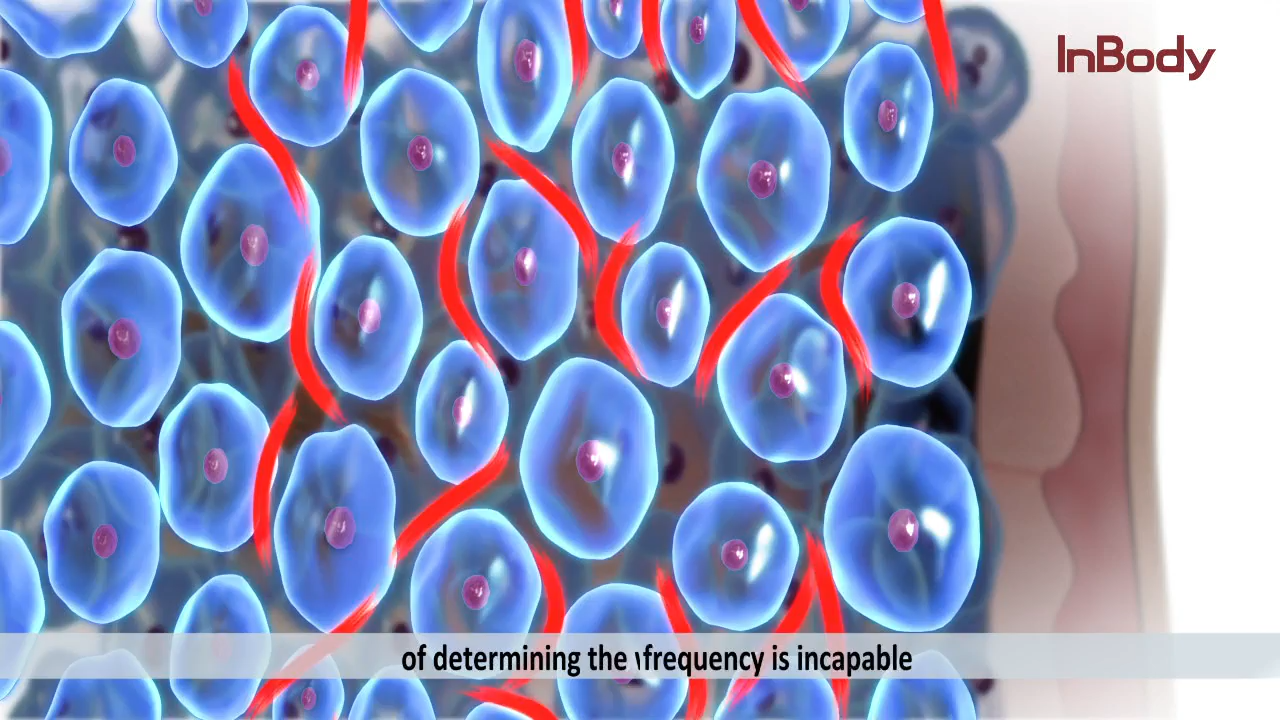 InBody
of determining the frequency is incapable